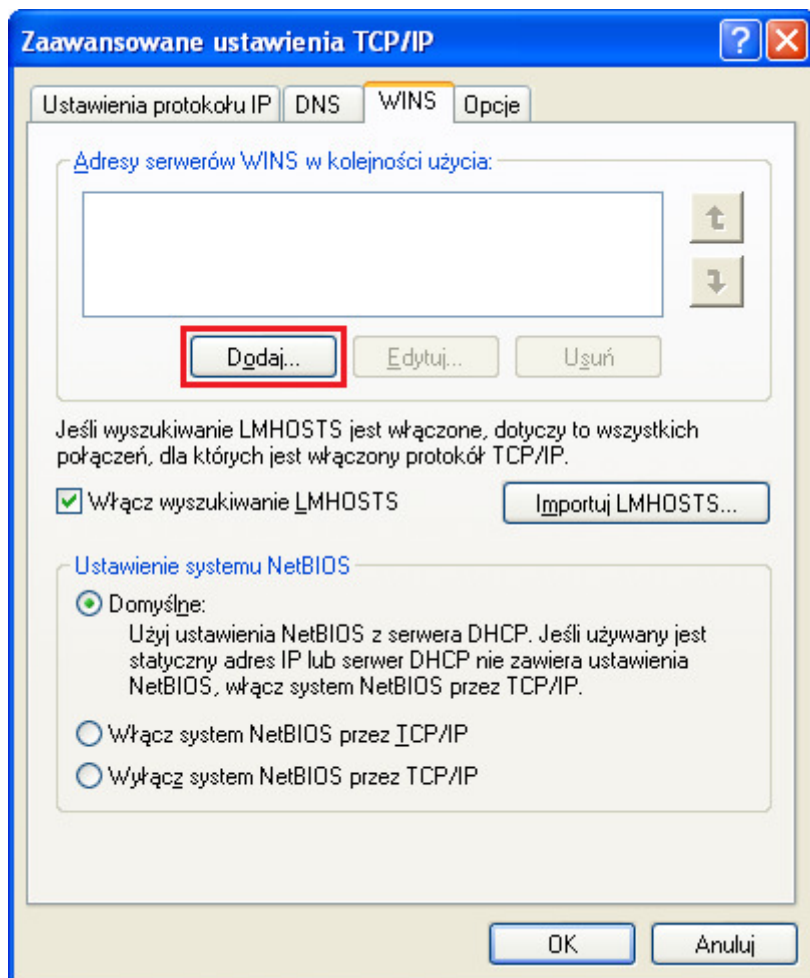 Zaawansowane ustawienia TCP/IP
Ustawienia protokołu IP DNS WINS Opcje
Adresy serwerów WINS w kolejności użycia:
Dodaj... Edytuj... Usuń
Jeśli wyszukiwanie LMHOSTS jest włączone, dotyczy to wszystkich
połączeń, dla których jest włączony protokół TCP/IP.
Włącz wyszukiwanie LMHOSTS Importuj LMHOSTS...
Ustawienie systemu NetBIOS
Domyślne:
Użyj ustawienia NetBIOS z serwera DHCP. Jeśli używany jest
statyczny adres IP lub serwer DHCP nie zawiera ustawienia
NetBIOS, włącz system NetBIOS przez TCP/IP.
Włącz system NetBIOS przez TCP/IP
Wyłącz system NetBIOS przez TCP/IP
OK Anuluj